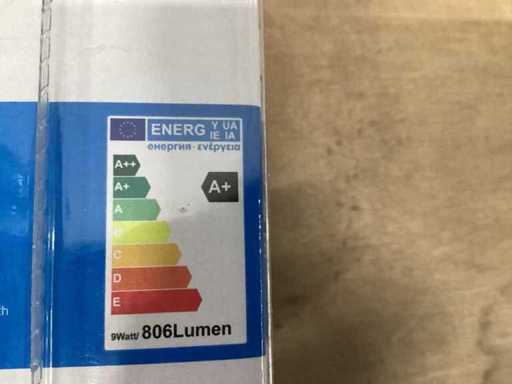 ENERG Y UA
IE IA
енергия · ενέργεια
A++
A+
A+
A
C
D
E
9Watt/ 806Lumen